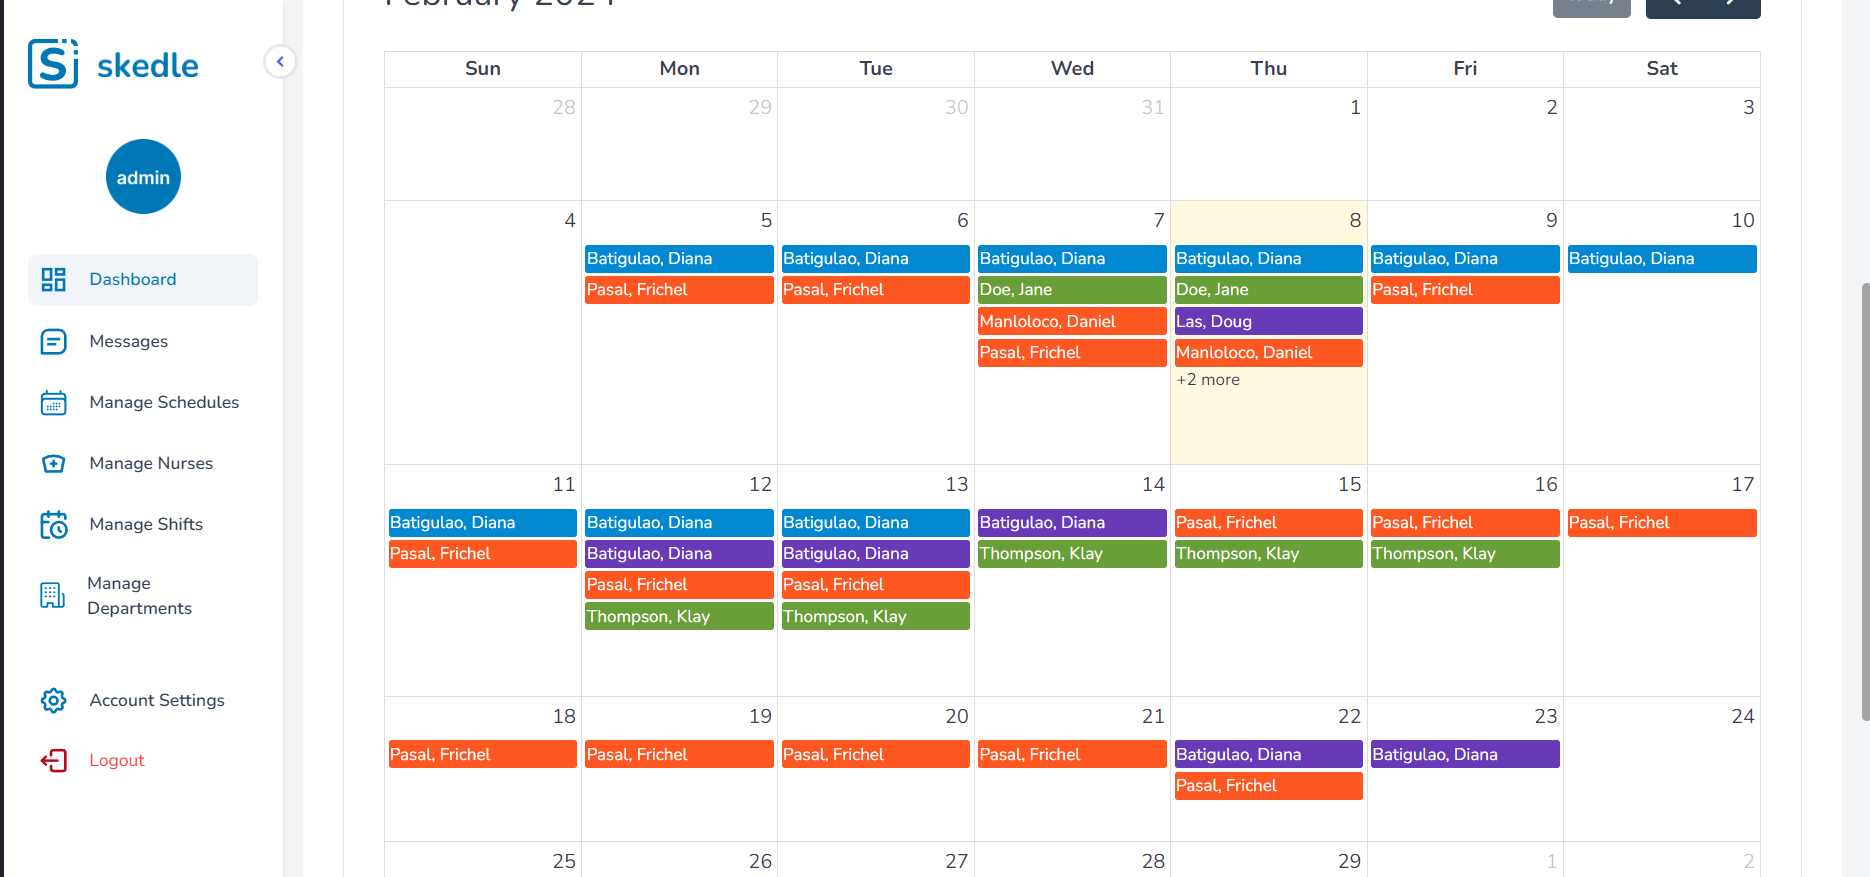 skedle
admin
Dashboard
Messages
Manage Schedules
Manage Nurses
Manage Shifts
Manage
Departments
Account Settings
Logout
February 2024
Today
Sun Mon Tue Wed Thu Fri Sat
28 29 30 31 1 2 3
4 5 6 7 8 9 10
Batigulao, Diana Batigulao, Diana Batigulao, Diana Batigulao, Diana Batigulao, Diana Batigulao, Diana
Pasal, Frichel Pasal, Frichel Doe, Jane Doe, Jane Pasal, Frichel
Manloloco, Daniel Las, Doug
Pasal, Frichel Manloloco, Daniel
+2 more
11 12 13 14 15 16 17
Batigulao, Diana Batigulao, Diana Batigulao, Diana Batigulao, Diana Pasal, Frichel Pasal, Frichel Pasal, Frichel
Pasal, Frichel Batigulao, Diana Batigulao, Diana Thompson, Klay Thompson, Klay Thompson, Klay
Pasal, Frichel Pasal, Frichel
Thompson, Klay Thompson, Klay
18 19 20 21 22 23 24
Pasal, Frichel Pasal, Frichel Pasal, Frichel Pasal, Frichel Batigulao, Diana Batigulao, Diana
Pasal, Frichel
25 26 27 28 29 1 2